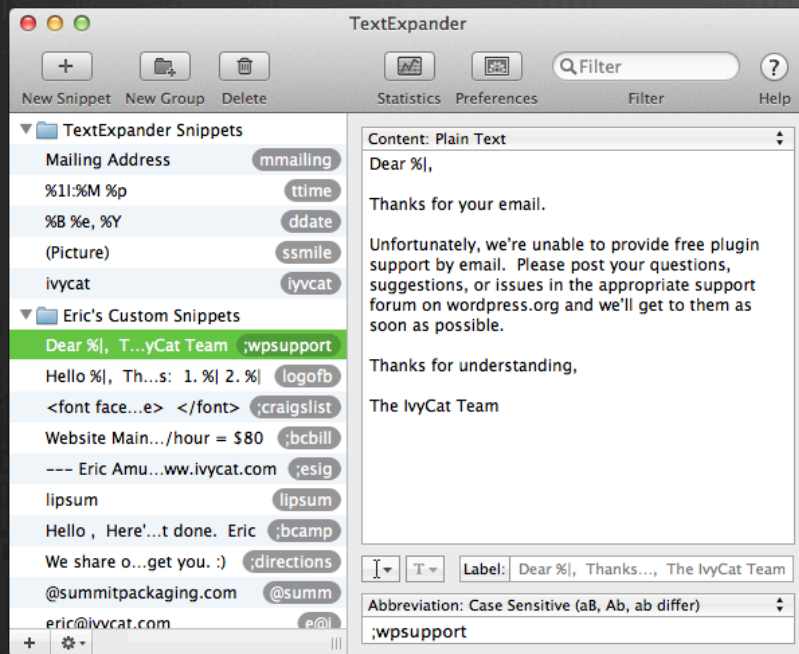 TextExpander
New Snippet New Group Delete Statistics Preferences Filter Filter Help
TextExpander Snippets
Mailing Address mmailing
%1I:%M %p ttime
%B %e, %Y ddate
(Picture) ssmile
ivycat iyvcat
Eric's Custom Snippets
Dear %|, T...yCat Team ;wpsupport
Hello %|, Th...s: 1. %| 2. %| logofb
<font face...e> </font> ;craigslist
Website Main.../hour = $80 ;bcbill
--- Eric Amu...ww.ivycat.com ;esig
lipsum lipsum
Hello , Here'...t done. Eric ;bcamp
We share o...get you. :) ;directions
@summitpackaging.com @summ
eric@ivycat.com e@i
Content: Plain Text
Dear %|,
Thanks for your email.
Unfortunately, we're unable to provide free plugin
support by email. Please post your questions,
suggestions, or issues in the appropriate support
forum on wordpress.org and we'll get to them as
soon as possible.
Thanks for understanding,
The IvyCat Team
Label: Dear %|, Thanks..., The IvyCat Team
Abbreviation: Case Sensitive (aB, Ab, ab differ)
;wpsupport